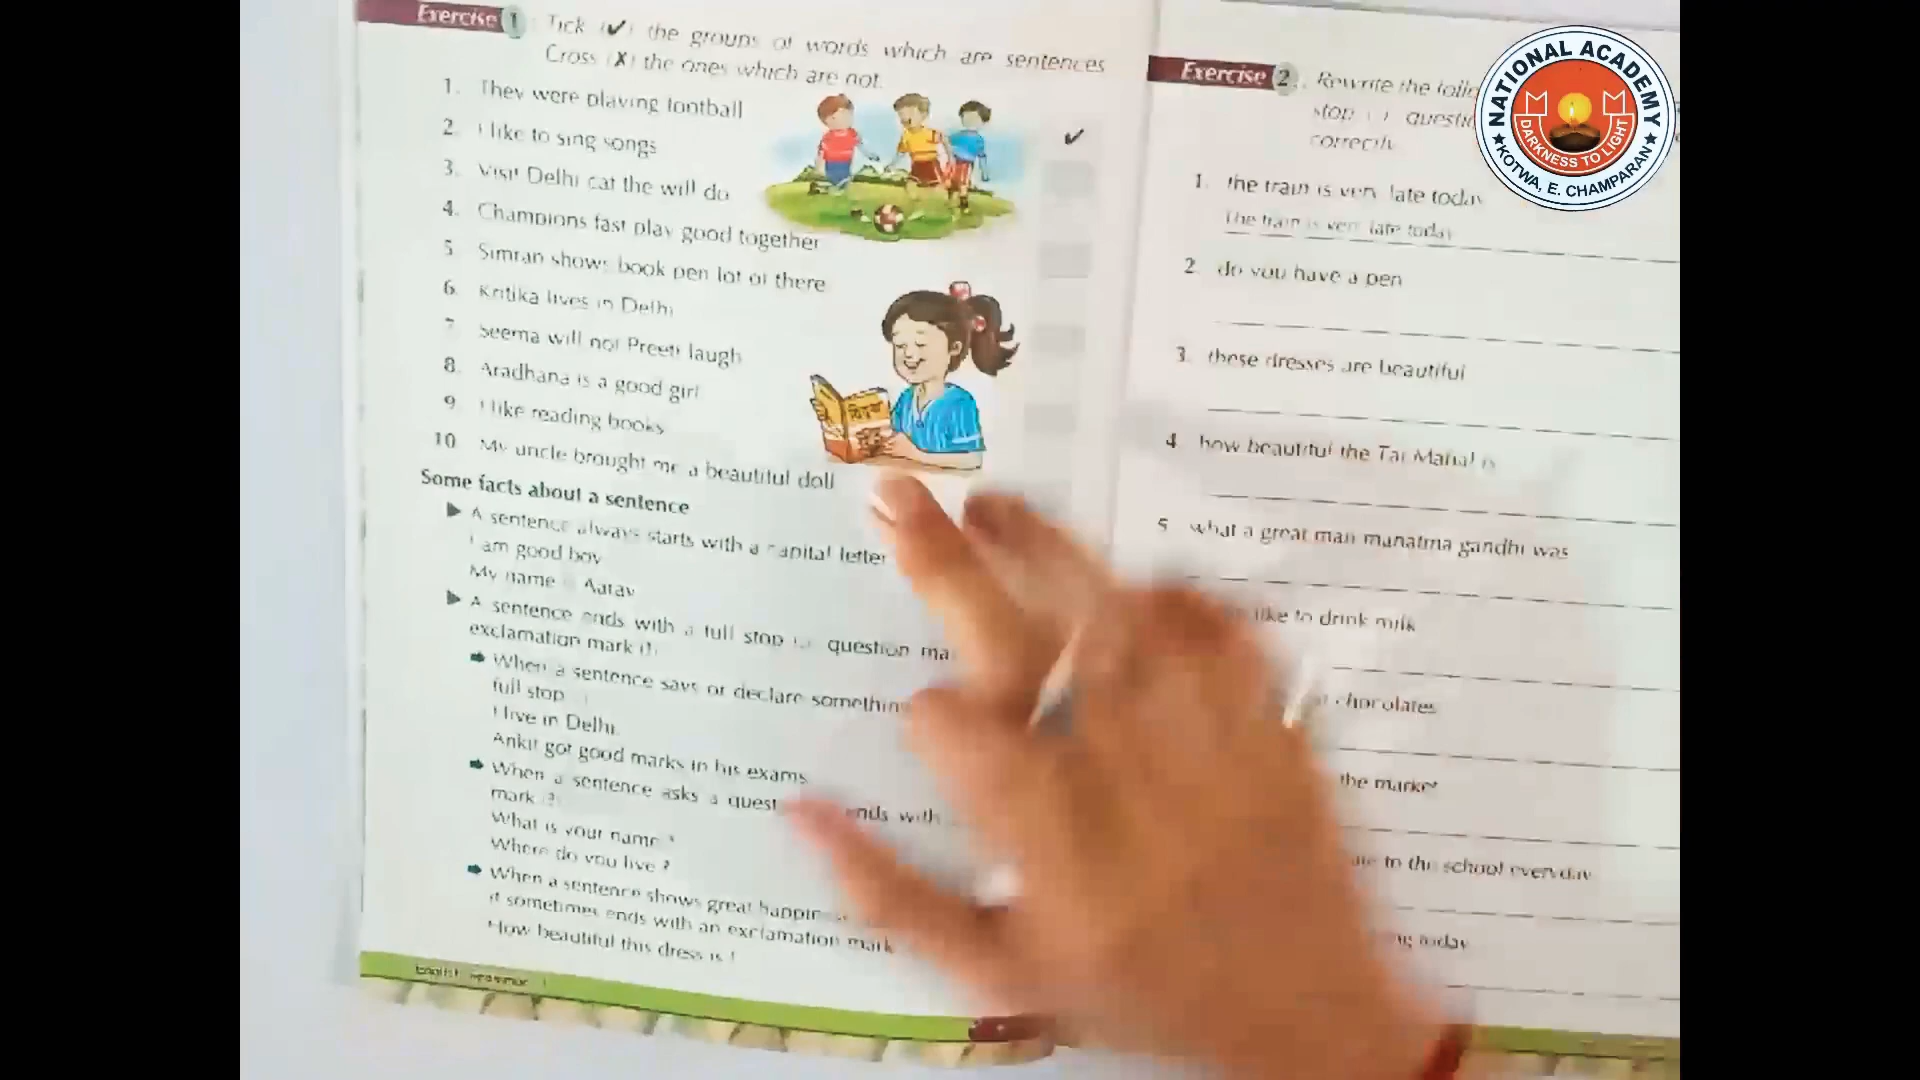 Exercise 1 : Tick (✔) the groups of words which are sentences
Cross (✗) the ones which are not.
1. They were playing football
2. I like to sing songs
3. Visit Delhi cat the will do
4. Champions fast play good together
5. Simran shows book pen lot of there
6. Kritika lives in Delhi
7. Seema will not Preeti laugh
8. Aradhana is a good girl
9. I like reading books
10. My uncle brought me a beautiful doll
Some facts about a sentence
A sentence always starts with a capital letter
I am good boy
My name is Aarav
A sentence ends with a full stop (.) question
exclamation mark (!)
When a sentence says or declare something
full stop
I live in Delhi.
Ankit got good marks in his exams
When a sentence asks a ends with
mark (?)
What is your name ?
Where do you live ?
When a sentence shows great happiness
it sometimes ends with an exclamation mark
How beautiful this dress is !
English Grammar 1
Exercise 2 : Rewrite the
stop (.)
correctly
1. the train is very late today
The train is very late today
2. do you have a pen
3. these dresses are beautiful
4. how beautiful the Taj Mahal is
5. what a great man mahatma gandhi was
like to drink milk
chocolates
the market
to the school everyday
today
NATIONAL ACADEMY
DARKNESS TO LIGHT
KOTWA, E. CHAMPARAN